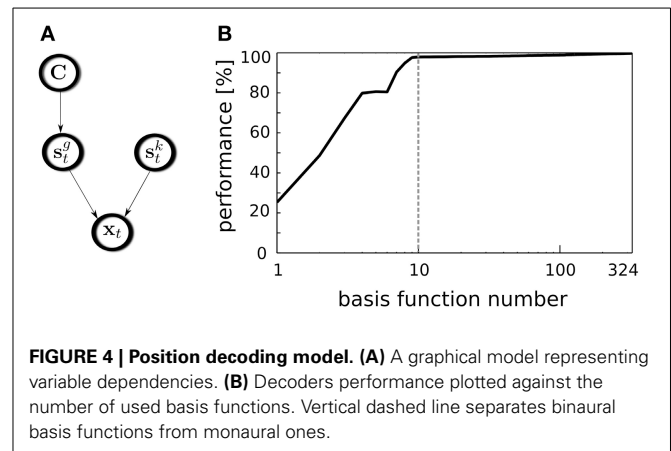 A
C
s_t^g
s_t^k
x_t
B
performance [%]
100
80
60
40
20
0
1
10
100
324
basis function number
FIGURE 4 | Position decoding model. (A) A graphical model representing
variable dependencies. (B) Decoders performance plotted against the
number of used basis functions. Vertical dashed line separates binaural
basis functions from monaural ones.